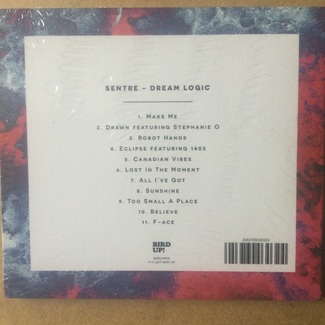 SENTRE - DREAM LOGIC
1. MAKE ME
2. DRAWN FEATURING STEPHANIE O
3. ROBOT HANDS
4. ECLIPSE FEATURING 1403
5. CANADIAN VIBES
6. LOST IN THE MOMENT
7. ALL I'VE GOT
8. SUNSHINE
9. TOO SMALL A PLACE
10. BELIEVE
11. F-ACE
BIRD
UP!